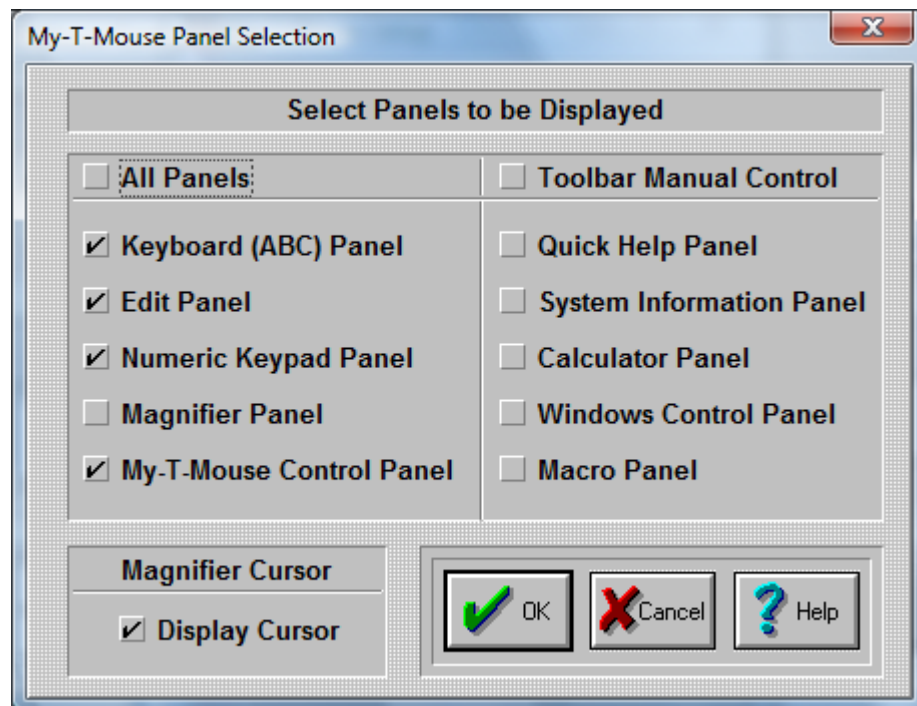 My-T-Mouse Panel Selection
Select Panels to be Displayed
All Panels
Toolbar Manual Control
Keyboard (ABC) Panel
Quick Help Panel
Edit Panel
System Information Panel
Numeric Keypad Panel
Calculator Panel
Magnifier Panel
Windows Control Panel
My-T-Mouse Control Panel
Macro Panel
Magnifier Cursor
Display Cursor
OK
Cancel
Help